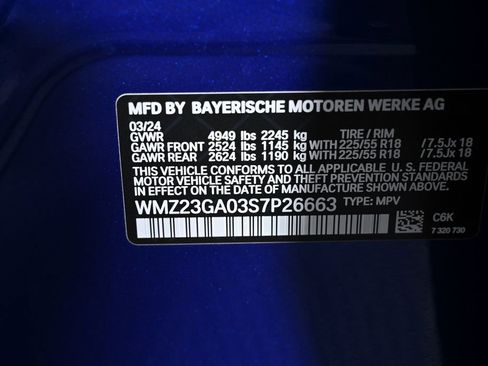 MFD BY BAYERISCHE MOTOREN WERKE AG
03/24
GVWR 4949 lbs 2245 kg TIRE / RIM
GAWR FRONT 2524 lbs 1145 kg WITH 225/55 R18 /7.5Jx 18
GAWR REAR 2624 lbs 1190 kg WITH 225/55 R18 /7.5Jx 18
THIS VEHICLE CONFORMS TO ALL APPLICABLE U.S. FEDERAL
MOTOR VEHICLE SAFETY, BUMPER, AND THEFT PREVENTION
STANDARDS IN EFFECT ON THE DATE OF MANUFACTURE SHOWN ABOVE.
WMZ23GA03S7P26663 TYPE: MPV
C6K
7 320 730